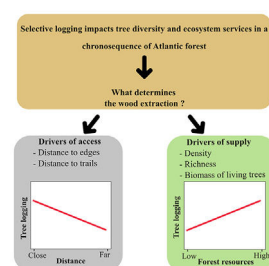 Selective logging impacts tree diversity and ecosystem services in a
chronosequence of Atlantic forest
What determines
the wood extraction ?
Drivers of access
- Distance to edges
- Distance to trails
Tree logging
Close
Far
Distance
Drivers of supply
- Density
- Richness
- Biomass of living trees
Tree logging
Low
High
Forest resources